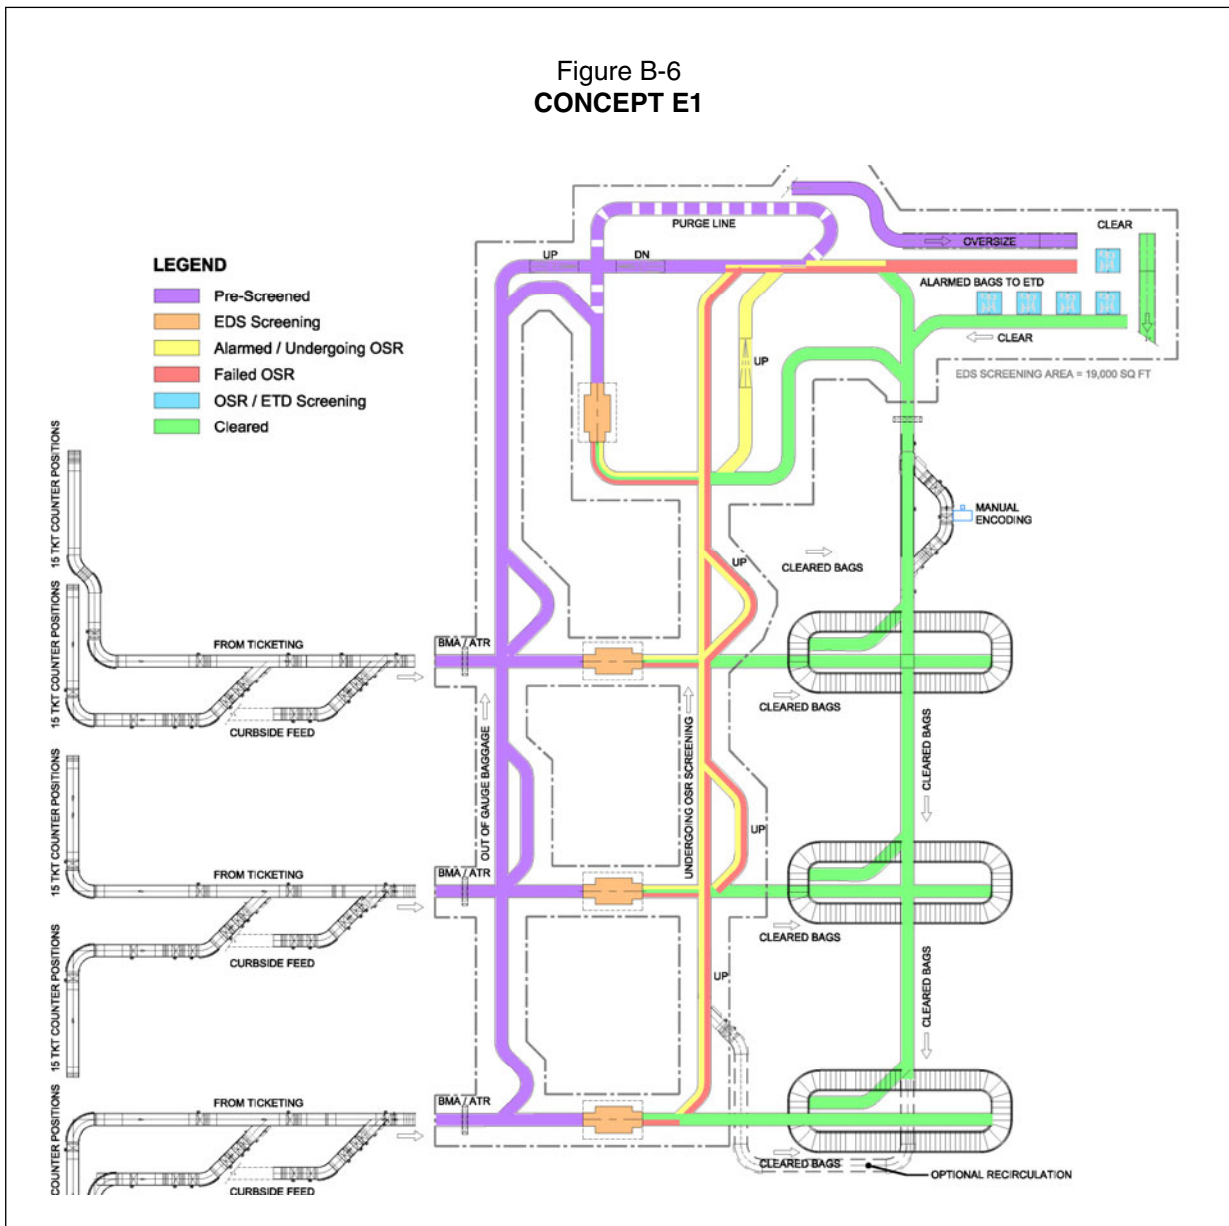 Figure B-6
CONCEPT E1
PURGE LINE
OVERSIZE
CLEAR
UP
DN
ALARMED BAGS TO ETD
CLEAR
EDS SCREENING AREA = 19,000 SQ FT
LEGEND
Pre-Screened
EDS Screening
Alarmed / Undergoing OSR
Failed OSR
OSR / ETD Screening
Cleared
UP
MANUAL
ENCODING
15 TKT COUNTER POSITIONS
15 TKT COUNTER POSITIONS
UP
CLEARED BAGS
FROM TICKETING
BMA / ATR
CURBSIDE FEED
OUT OF GAUGE BAGGAGE
UNDERGOING OSR SCREENING
CLEARED BAGS
CLEARED BAGS
15 TKT COUNTER POSITIONS
UP
FROM TICKETING
BMA / ATR
CURBSIDE FEED
CLEARED BAGS
15 TKT COUNTER POSITIONS
UP
CLEARED BAGS
FROM TICKETING
BMA / ATR
COUNTER POSITIONS
CURBSIDE FEED
CLEARED BAGS
OPTIONAL RECIRCULATION